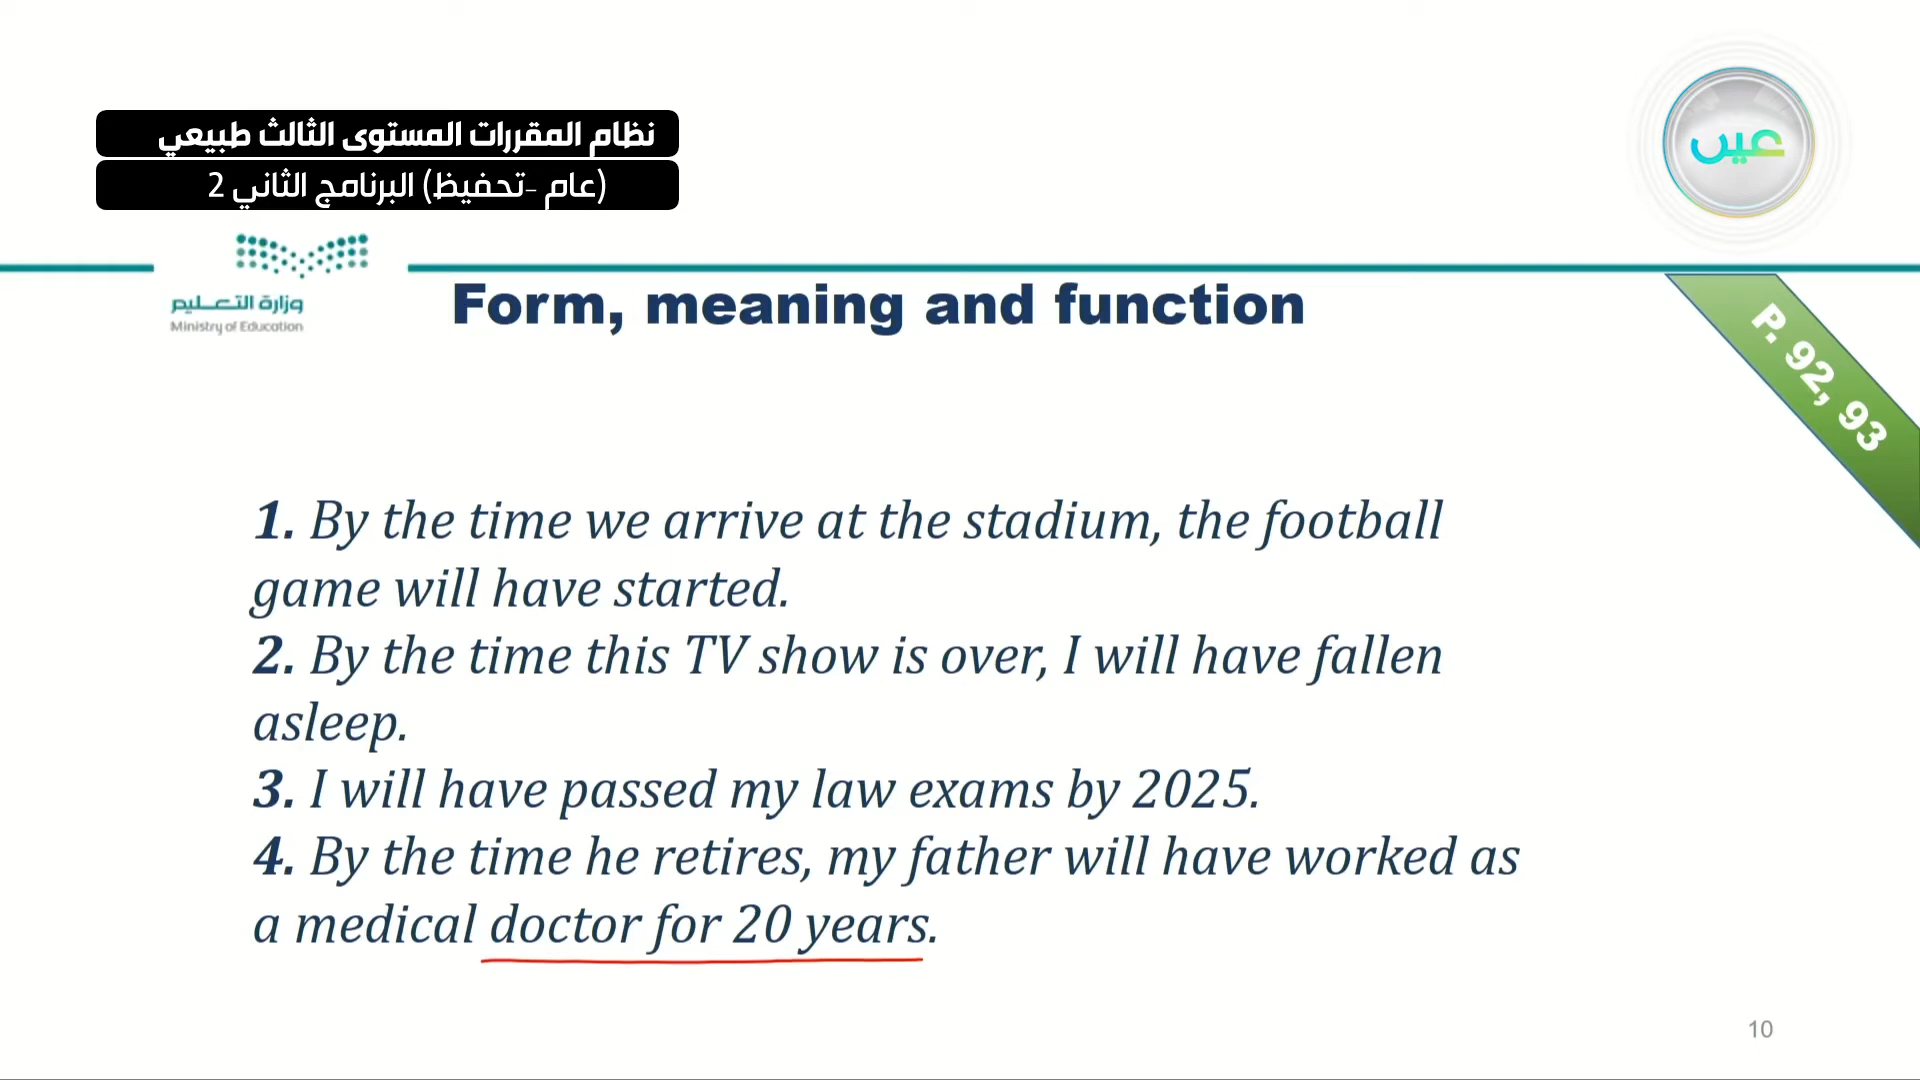 نظام المقررات المستوى الثالث طبيعي
(عام -تحفيظ) البرنامج الثاني 2
عين
وزارة التعليم
Ministry of Education
Form, meaning and function
P. 92, 93
1. By the time we arrive at the stadium, the football
game will have started.
2. By the time this TV show is over, I will have fallen
asleep.
3. I will have passed my law exams by 2025.
4. By the time he retires, my father will have worked as
a medical doctor for 20 years.
10